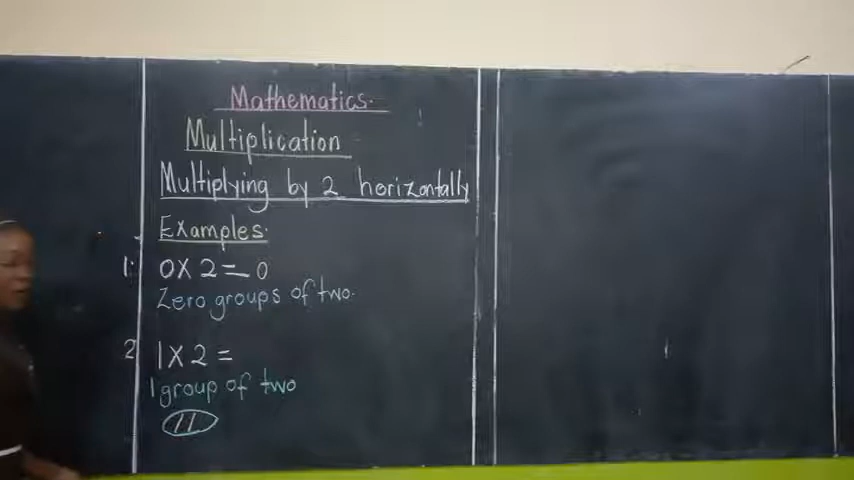 Mathematics.
Multiplication
Multiplying by 2 horizontally
Examples.
1. 0 x 2 = 0
Zero groups of two.
2 1 x 2 =
1 group of two